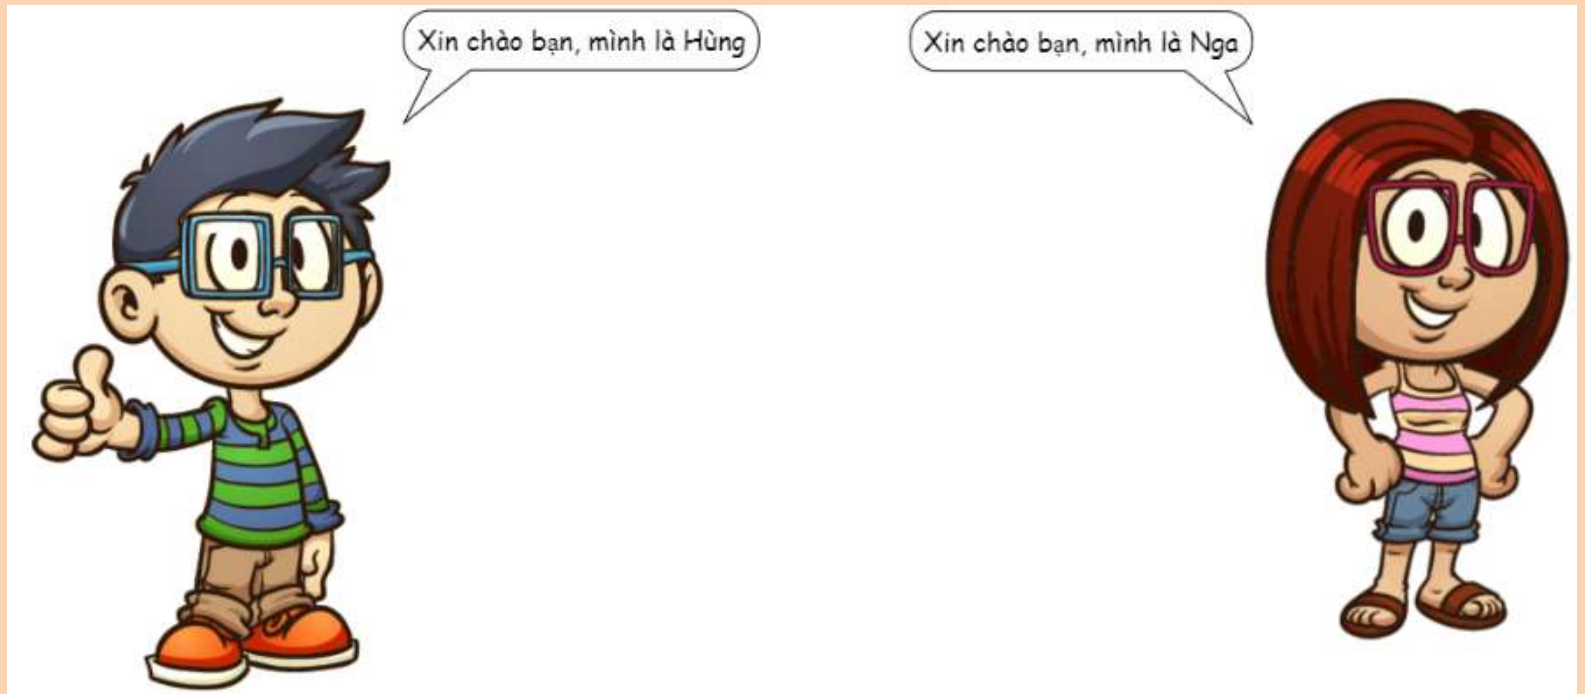 Xin chào bạn, mình là Hùng
Xin chào bạn, mình là Nga